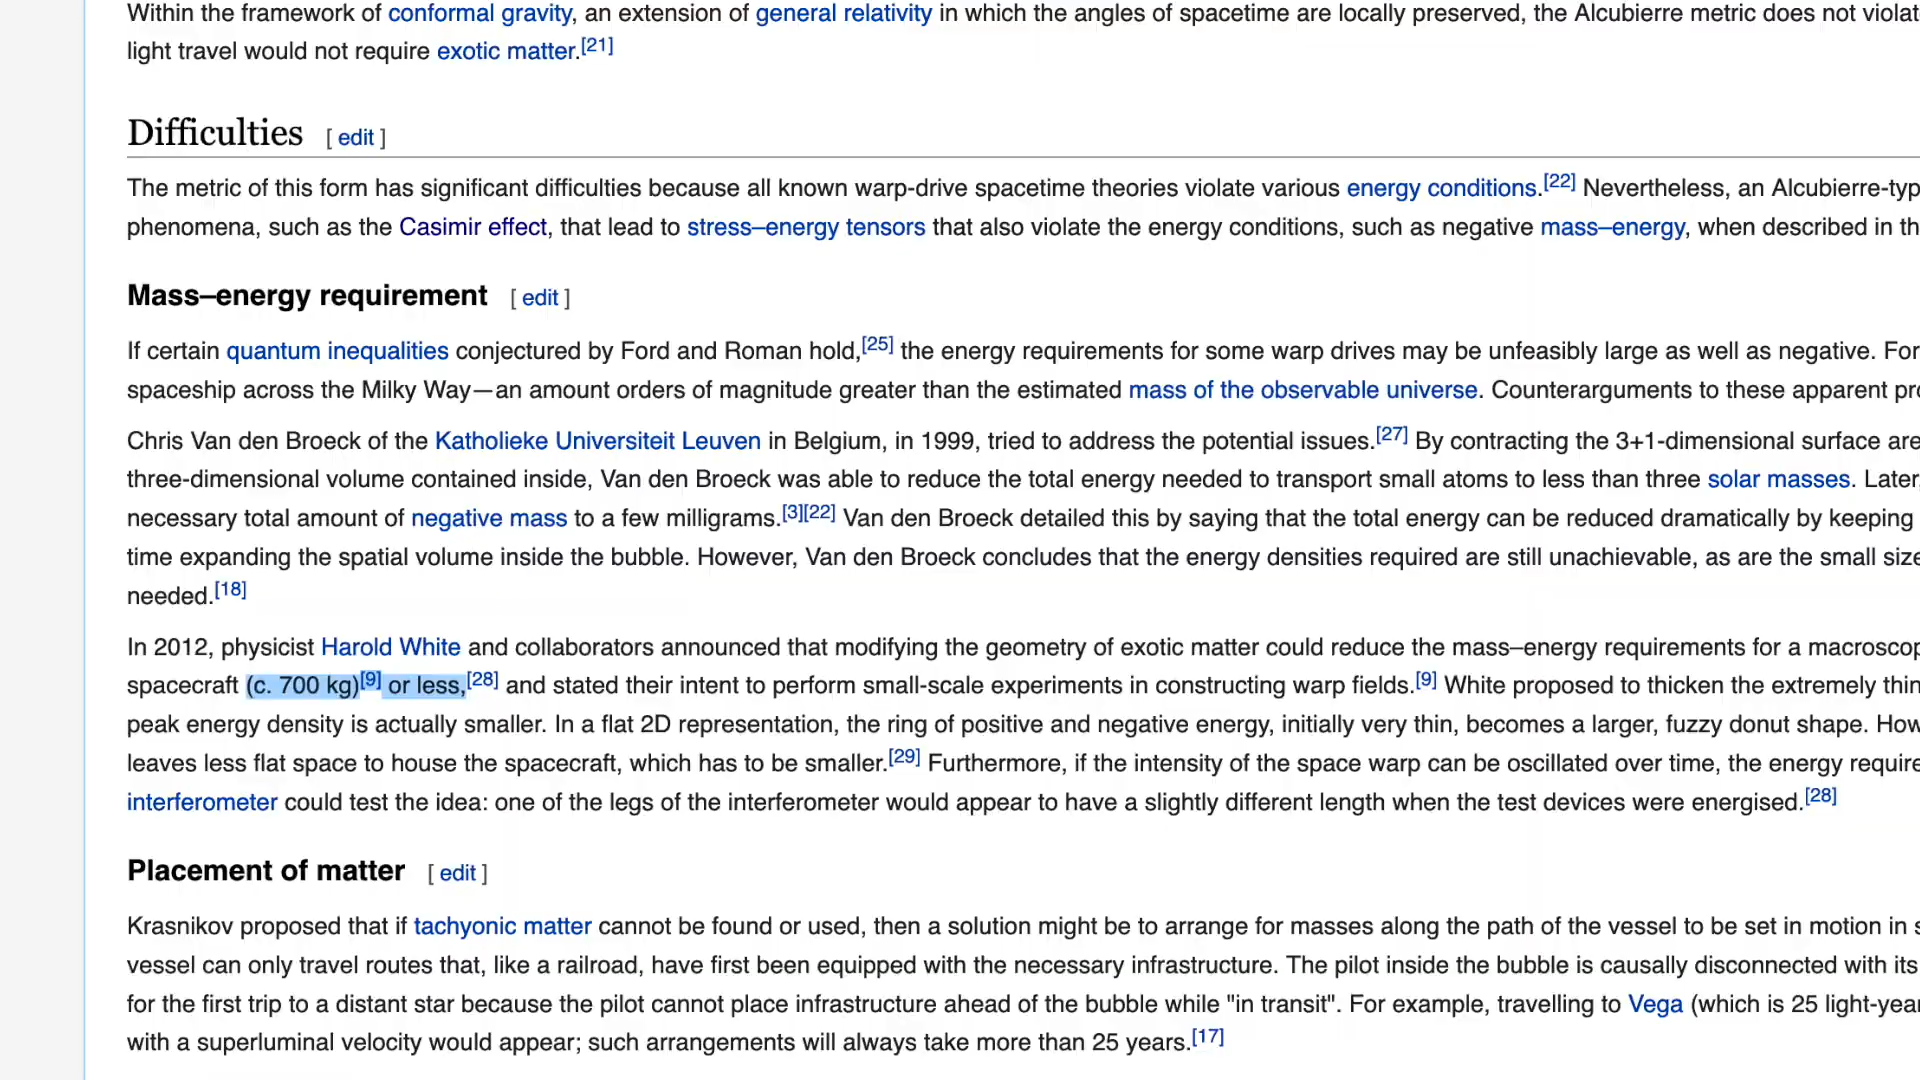 Within the framework of conformal gravity, an extension of general relativity in which the angles of spacetime are locally preserved, the Alcubierre metric does not violat
light travel would not require exotic matter.[21]
Difficulties [ edit ]
The metric of this form has significant difficulties because all known warp-drive spacetime theories violate various energy conditions.[22] Nevertheless, an Alcubierre-typ
phenomena, such as the Casimir effect, that lead to stress–energy tensors that also violate the energy conditions, such as negative mass–energy, when described in th
Mass–energy requirement [ edit ]
If certain quantum inequalities conjectured by Ford and Roman hold,[25] the energy requirements for some warp drives may be unfeasibly large as well as negative. For
spaceship across the Milky Way—an amount orders of magnitude greater than the estimated mass of the observable universe. Counterarguments to these apparent pro
Chris Van den Broeck of the Katholieke Universiteit Leuven in Belgium, in 1999, tried to address the potential issues.[27] By contracting the 3+1-dimensional surface are
three-dimensional volume contained inside, Van den Broeck was able to reduce the total energy needed to transport small atoms to less than three solar masses. Later,
necessary total amount of negative mass to a few milligrams.[3][22] Van den Broeck detailed this by saying that the total energy can be reduced dramatically by keeping
time expanding the spatial volume inside the bubble. However, Van den Broeck concludes that the energy densities required are still unachievable, as are the small size
needed.[18]
In 2012, physicist Harold White and collaborators announced that modifying the geometry of exotic matter could reduce the mass–energy requirements for a macroscop
spacecraft (c. 700 kg)[9] or less,[28] and stated their intent to perform small-scale experiments in constructing warp fields.[9] White proposed to thicken the extremely thin
peak energy density is actually smaller. In a flat 2D representation, the ring of positive and negative energy, initially very thin, becomes a larger, fuzzy donut shape. How
leaves less flat space to house the spacecraft, which has to be smaller.[29] Furthermore, if the intensity of the space warp can be oscillated over time, the energy require
interferometer could test the idea: one of the legs of the interferometer would appear to have a slightly different length when the test devices were energised.[28]
Placement of matter [ edit ]
Krasnikov proposed that if tachyonic matter cannot be found or used, then a solution might be to arrange for masses along the path of the vessel to be set in motion in s
vessel can only travel routes that, like a railroad, have first been equipped with the necessary infrastructure. The pilot inside the bubble is causally disconnected with its
for the first trip to a distant star because the pilot cannot place infrastructure ahead of the bubble while "in transit". For example, travelling to Vega (which is 25 light-year
with a superluminal velocity would appear; such arrangements will always take more than 25 years.[17]